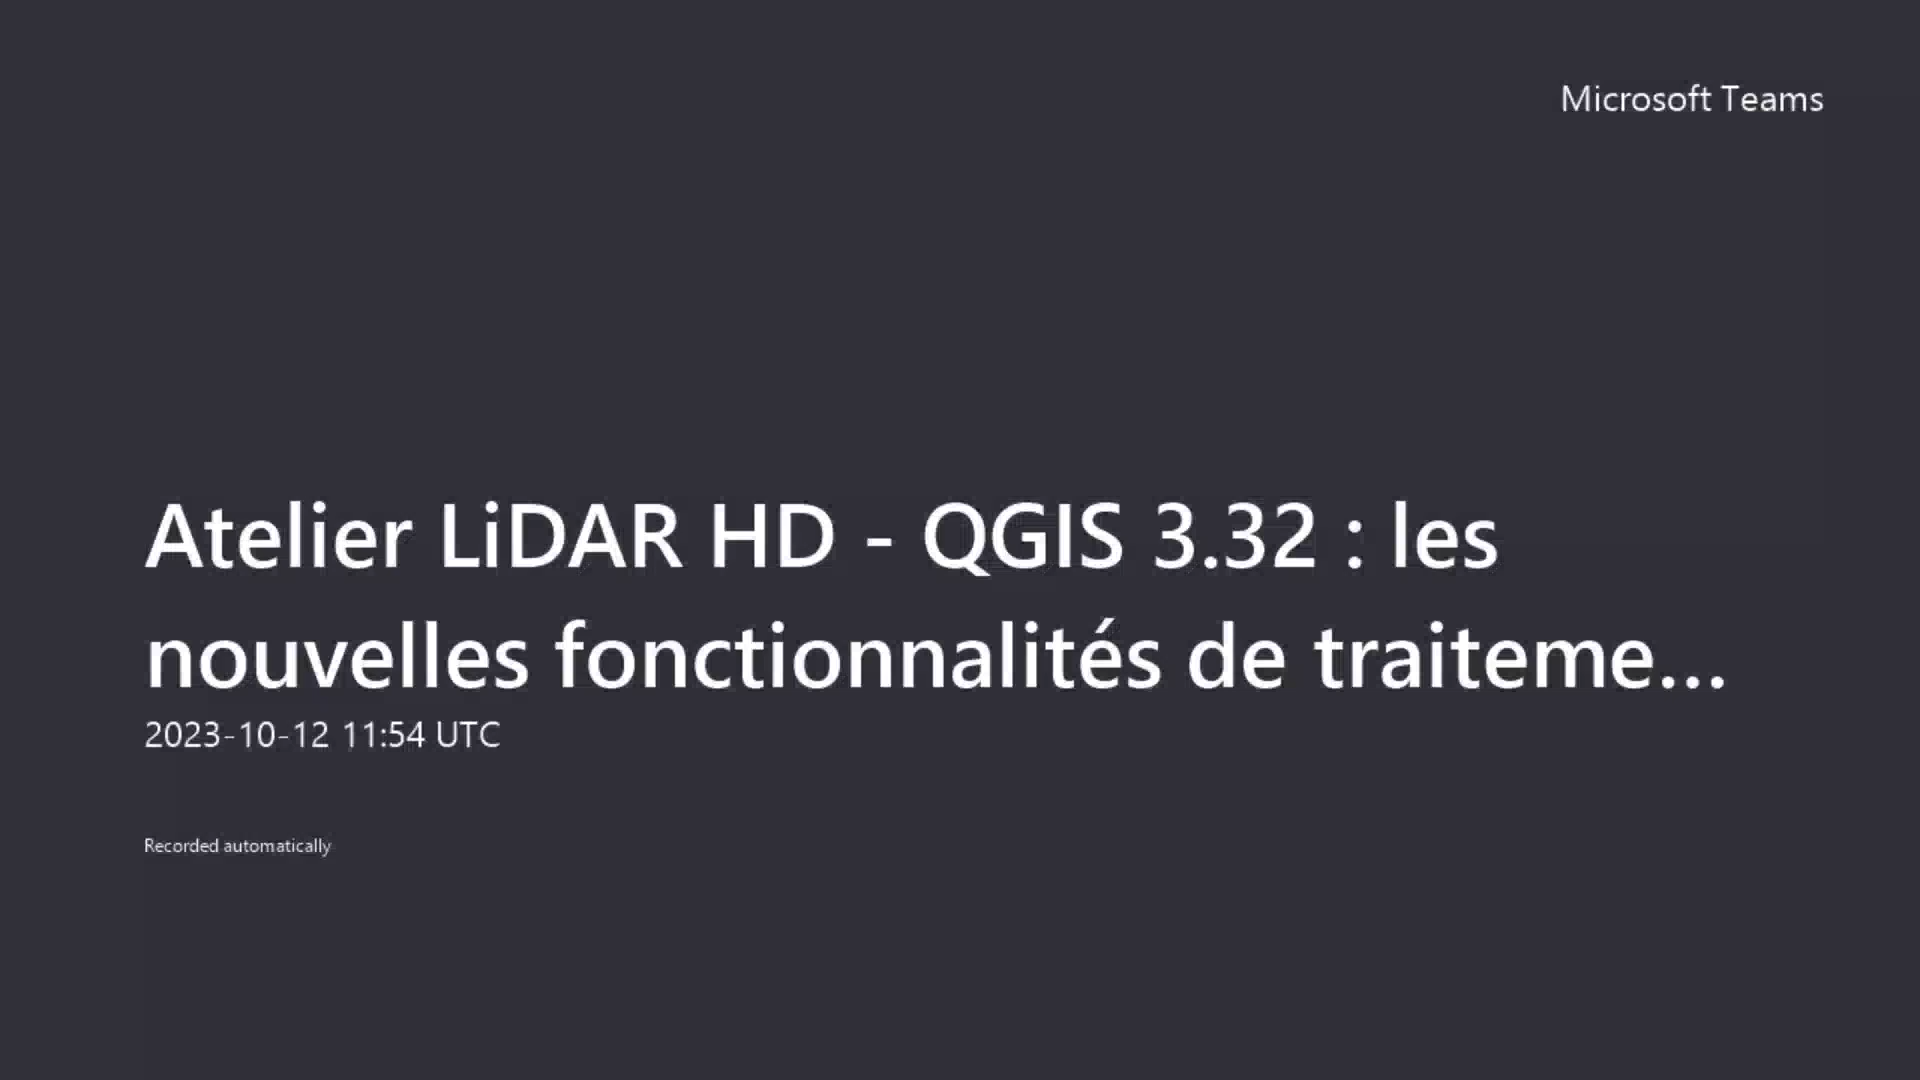 Microsoft Teams
Atelier LiDAR HD - QGIS 3.32 : les
nouvelles fonctionnalités de traiteme...
2023-10-12 11:54 UTC
Recorded automatically